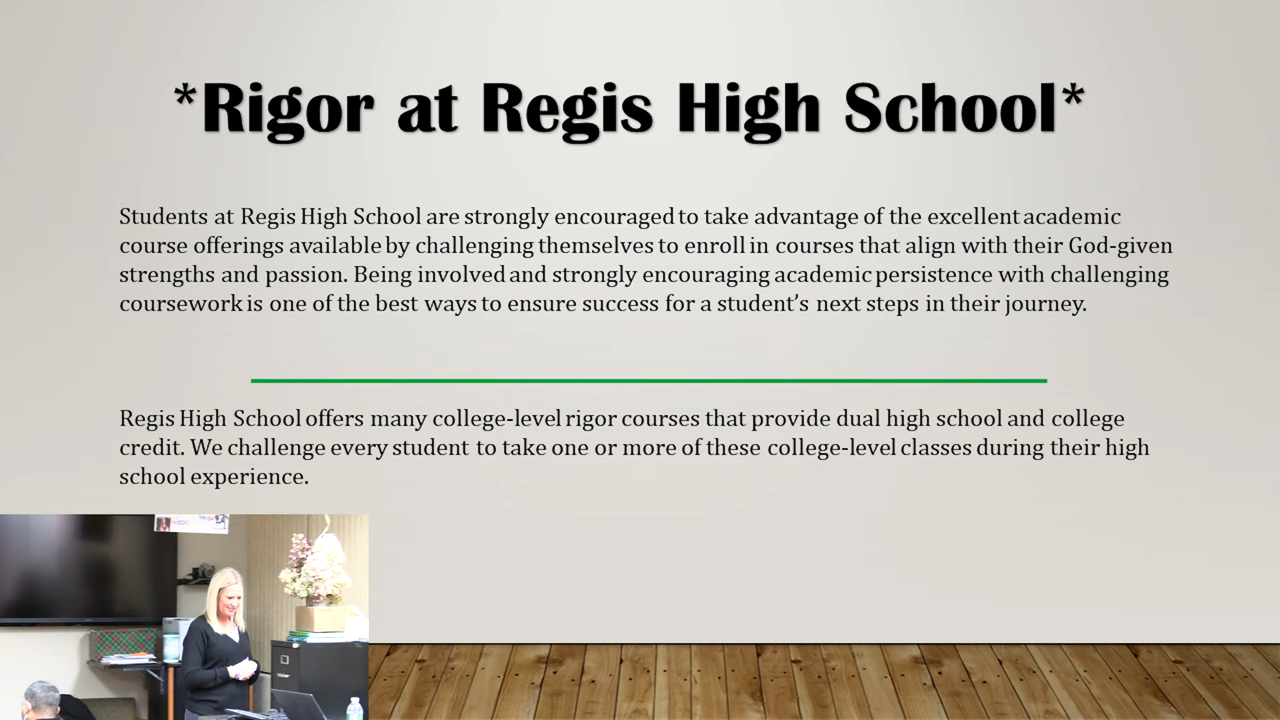 *Rigor at Regis High School*
Students at Regis High School are strongly encouraged to take advantage of the excellent academic
course offerings available by challenging themselves to enroll in courses that align with their God-given
strengths and passion. Being involved and strongly encouraging academic persistence with challenging
coursework is one of the best ways to ensure success for a student’s next steps in their journey.
Regis High School offers many college-level rigor courses that provide dual high school and college
credit. We challenge every student to take one or more of these college-level classes during their high
school experience.